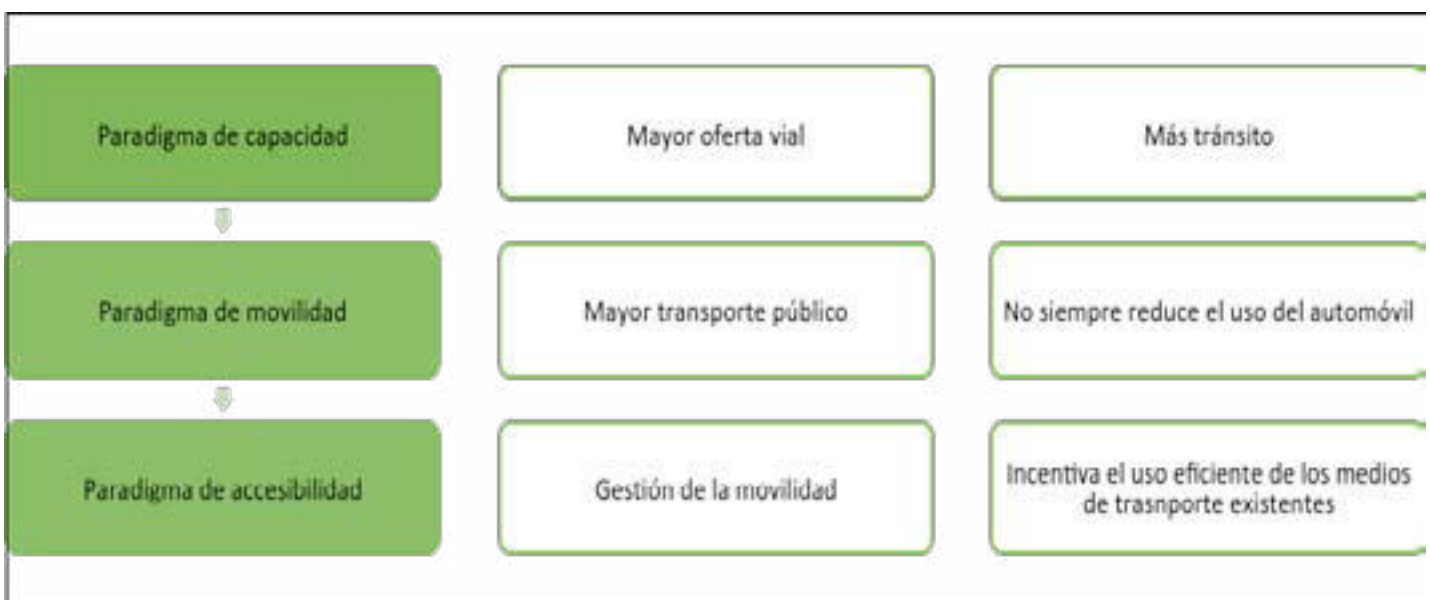 Paradigma de capacidad
Mayor oferta vial
Más tránsito
Paradigma de movilidad
Mayor transporte público
No siempre reduce el uso del automóvil
Paradigma de accesibilidad
Gestión de la movilidad
Incentiva el uso eficiente de los medios
de trasnporte existentes